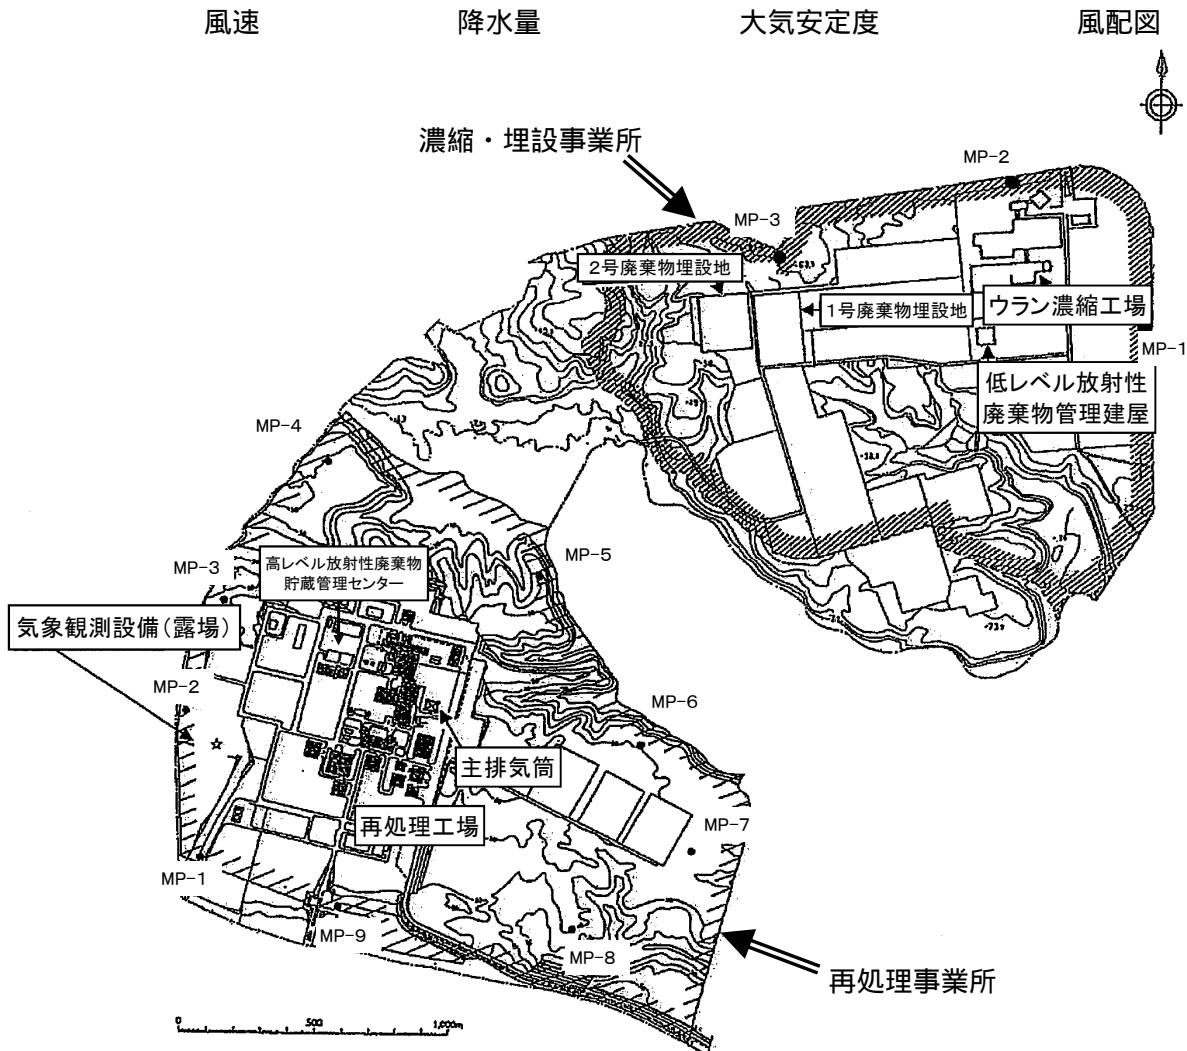 風速 降水量 大気安定度 風配図
濃縮・埋設事業所
MP-2
MP-3
2号廃棄物埋設地
1号廃棄物埋設地
ウラン濃縮工場
MP-1
低レベル放射性
廃棄物管理建屋
MP-4
MP-5
MP-3
高レベル放射性廃棄物
貯蔵管理センター
気象観測設備(露場)
MP-2
MP-6
主排気筒
再処理工場
MP-7
MP-1
MP-9
MP-8
再処理事業所
0 500 1,000m